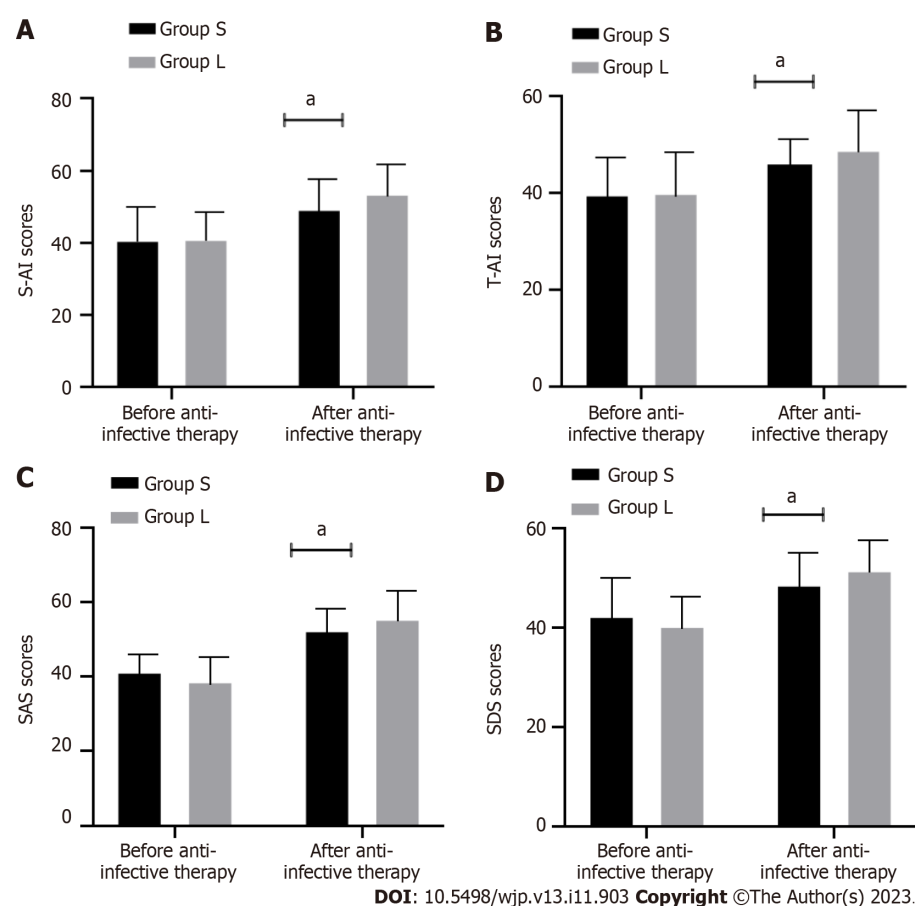 A
Group S
Group L
a
80
60
40
20
0
S-AI scores
Before anti-
infective therapy
After anti-
infective therapy
B
Group S
Group L
a
60
40
20
0
T-AI scores
Before anti-
infective therapy
After anti-
infective therapy
C
Group S
Group L
a
80
60
40
20
0
SAS scores
Before anti-
infective therapy
After anti-
infective therapy
D
Group S
Group L
a
60
40
20
0
SDS scores
Before anti-
infective therapy
After anti-
infective therapy
DOI: 10.5498/wjp.v13.i11.903 Copyright ©The Author(s) 2023.